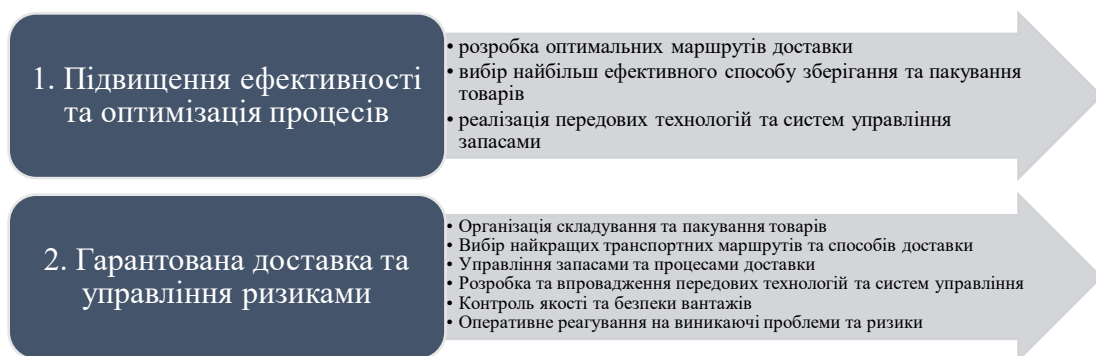 1. Підвищення ефективності
та оптимізація процесів
• розробка оптимальних маршрутів доставки
• вибір найбільш ефективного способу зберігання та пакування
товарів
• реалізація передових технологій та систем управління
запасами
2. Гарантована доставка та
управління ризиками
• Організація складування та пакування товарів
• Вибір найкращих транспортних маршрутів та способів доставки
• Управління запасами та процесами доставки
• Розробка та впровадження передових технологій та систем управління
• Контроль якості та безпеки вантажів
• Оперативне реагування на виникаючі проблеми та ризики